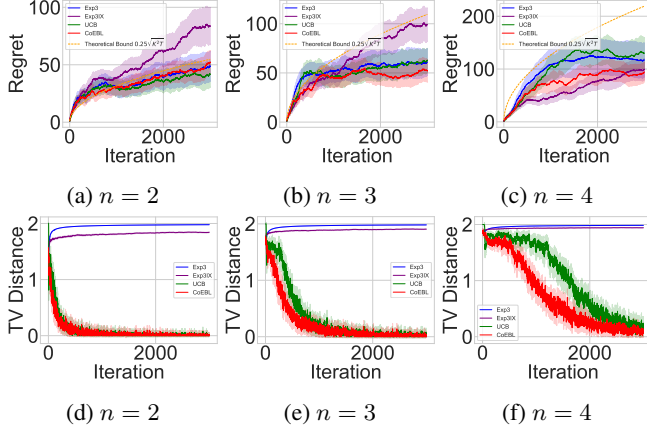 Exp3
Exp3IX
UCB
CoEBL
Theoretical Bound 0.25√K²T
Regret
100
50
0
0
2000
Iteration
(a) n = 2
Exp3
Exp3IX
UCB
CoEBL
Theoretical Bound 0.25√K²T
Regret
100
50
0
0
2000
Iteration
(b) n = 3
Exp3
Exp3IX
UCB
CoEBL
Theoretical Bound 0.25√K²T
Regret
200
100
0
0
2000
Iteration
(c) n = 4
TV Distance
2
1
0
Exp3
Exp3IX
UCB
CoEBL
0
2000
Iteration
(d) n = 2
TV Distance
2
1
0
Exp3
Exp3IX
UCB
CoEBL
0
2000
Iteration
(e) n = 3
TV Distance
2
1
0
Exp3
Exp3IX
UCB
CoEBL
0
2000
Iteration
(f) n = 4